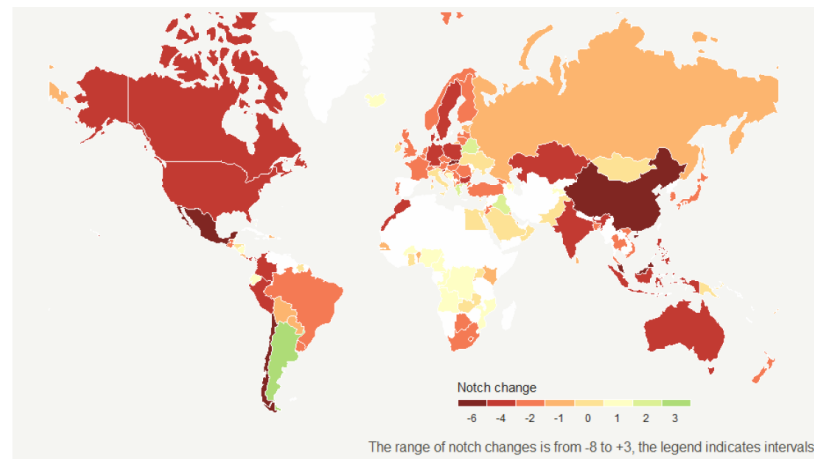 Notch change
-6 -4 -2 -1 0 1 2 3
The range of notch changes is from -8 to +3, the legend indicates intervals